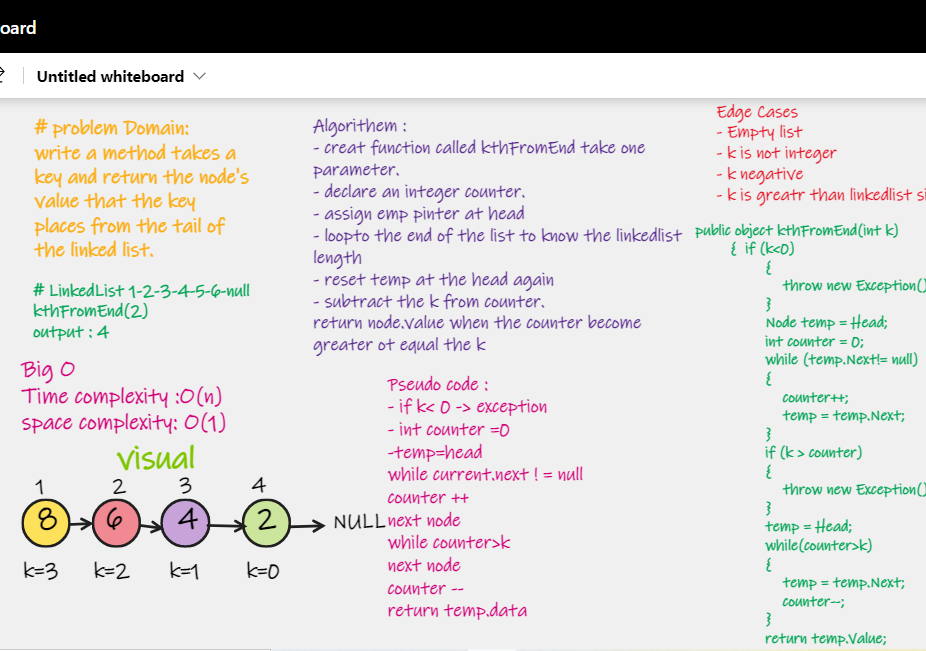 oard
Untitled whiteboard
# problem Domain:
write a method takes a
key and return the node's
value that the key
places from the tail of
the linked list.
# LinkedList 1-2-3-4-5-6-null
kthFromEnd(2)
output : 4
Big O
Time complexity :O(n)
space complexity: O(1)
visual
1 2 3 4
8 6 4 2 NULL
k=3 k=2 k=1 k=0
Algorithem :
- creat function called kthFromEnd take one
parameter.
- declare an integer counter.
- assign emp pinter at head
- loopto the end of the list to know the linkedlist
length
- reset temp at the head again
- subtract the k from counter.
return node.value when the counter become
greater ot equal the k
Pseudo code :
- if k< 0 -> exception
- int counter =0
-temp=head
while current.next ! = null
counter ++
next node
while counter>k
next node
counter --
return temp.data
Edge Cases
- Empty list
- k is not integer
- k negative
- k is greatr than linkedlist si
public object kthFromEnd(int k)
{ if (k<0)
{
throw new Exception()
}
Node temp = Head;
int counter = 0;
while (temp.Next!= null)
{
counter++;
temp = temp.Next;
}
if (k > counter)
{
throw new Exception()
}
temp = Head;
while(counter>k)
{
temp = temp.Next;
counter--;
}
return temp.Value;